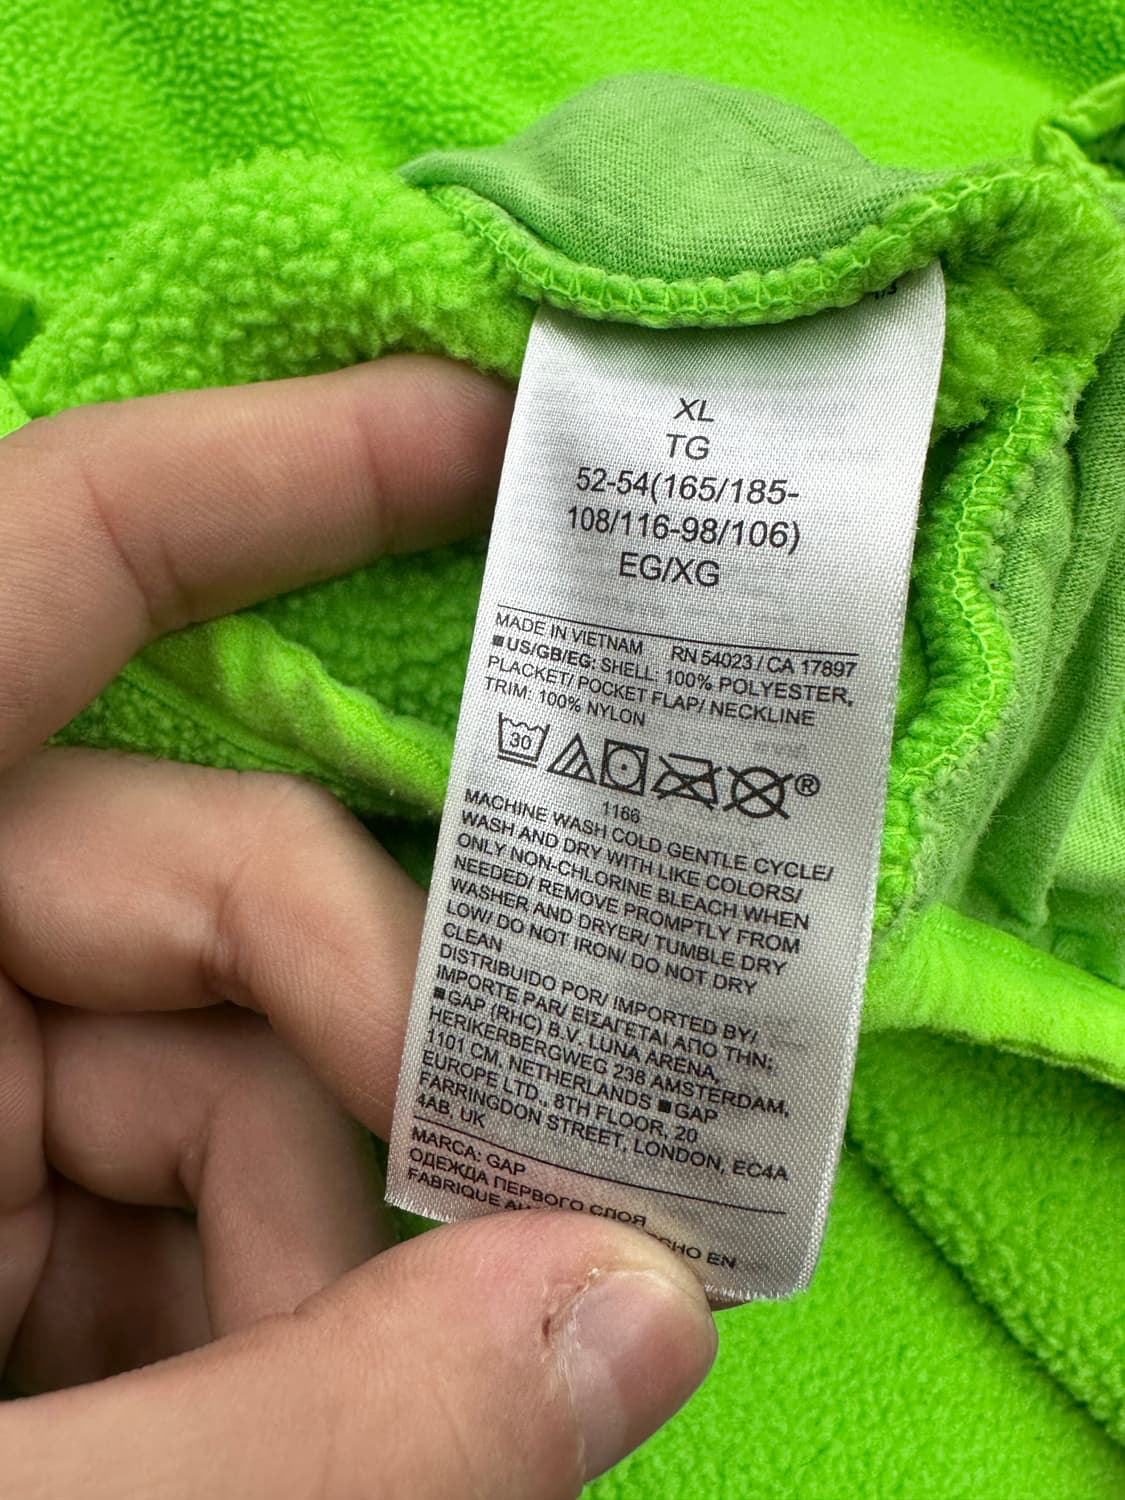 XL
TG
52-54(165/185-
108/116-98/106)
EG/XG
MADE IN VIETNAM RN 54023 / CA 17897
■US/GB/EG: SHELL: 100% POLYESTER,
PLACKET/ POCKET FLAP/ NECKLINE
TRIM: 100% NYLON
30
®
1166
MACHINE WASH COLD GENTLE CYCLE/
WASH AND DRY WITH LIKE COLORS/
ONLY NON-CHLORINE BLEACH WHEN
NEEDED/ REMOVE PROMPTLY FROM
WASHER AND DRYER/ TUMBLE DRY
LOW/ DO NOT IRON/ DO NOT DRY
CLEAN
DISTRIBUIDO POR/ IMPORTED BY/
IMPORTE PAR/ ΕΙΣΑΓΕΤΑΙ ΑΠΟ ΤΗΝ:
■GAP (RHC) B.V. LUNA ARENA,
HERIKERBERGWEG 238 AMSTERDAM,
1101 CM, NETHERLANDS ■GAP
EUROPE LTD., 8TH FLOOR, 20
FARRINGDON STREET, LONDON, EC4A
4AB, UK
MARCA: GAP
ОДЕЖДА ПЕРВОГО СЛОЯ
FABRIQUE EN